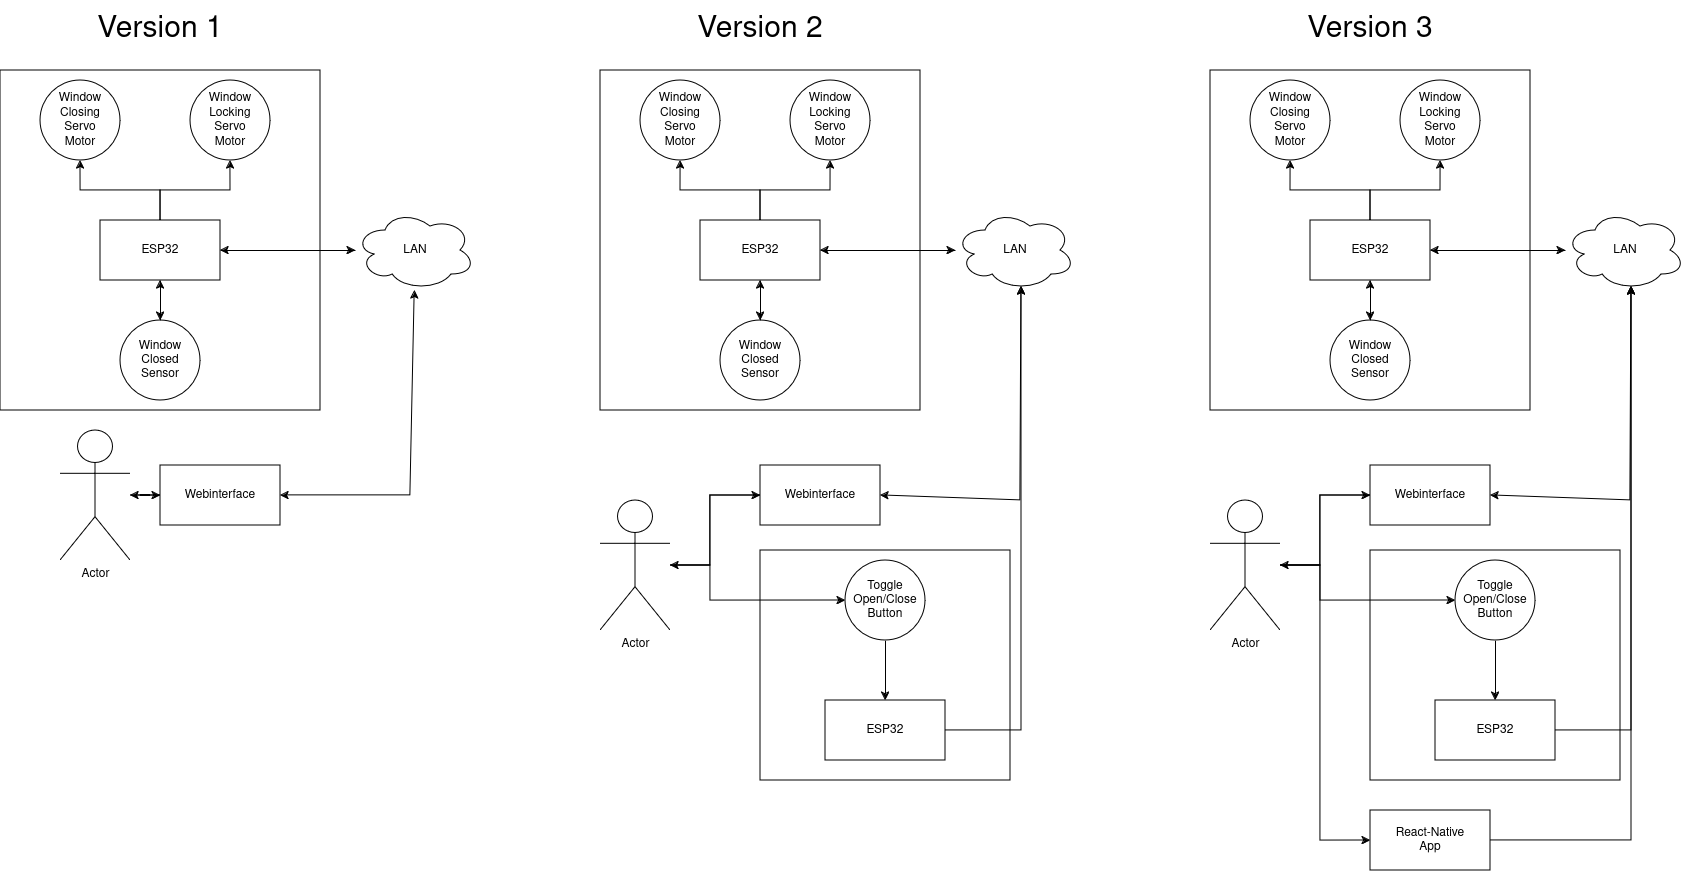 Version 1
Window
Closing
Servo
Motor
Window
Locking
Servo
Motor
ESP32
LAN
Window
Closed
Sensor
Webinterface
Actor
Version 2
Window
Closing
Servo
Motor
Window
Locking
Servo
Motor
ESP32
LAN
Window
Closed
Sensor
Webinterface
Actor
Toggle
Open/Close
Button
ESP32
Version 3
Window
Closing
Servo
Motor
Window
Locking
Servo
Motor
ESP32
LAN
Window
Closed
Sensor
Webinterface
Actor
Toggle
Open/Close
Button
ESP32
React-Native
App